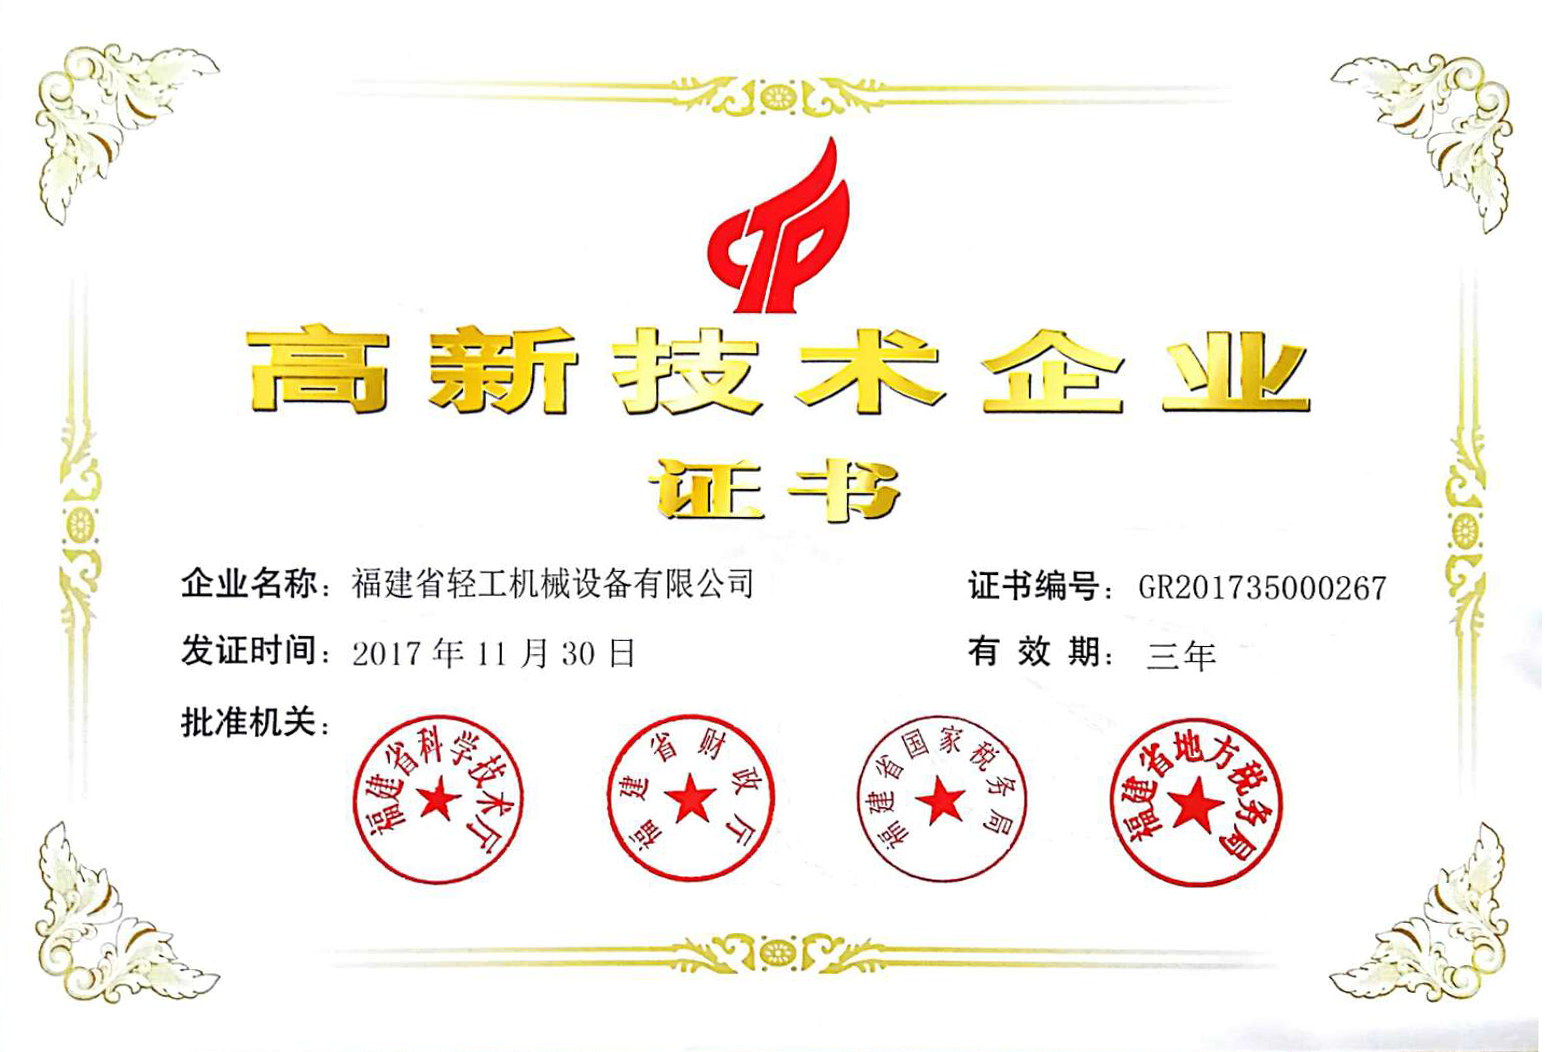 CTP
高新技术企业
证书
企业名称：福建省轻工机械设备有限公司
证书编号：GR201735000267
发证时间：2017年11月30日
有效期：三年
批准机关：
福建省科学技术厅
福建省财政厅
福建省国家税务局
福建省地方税务局